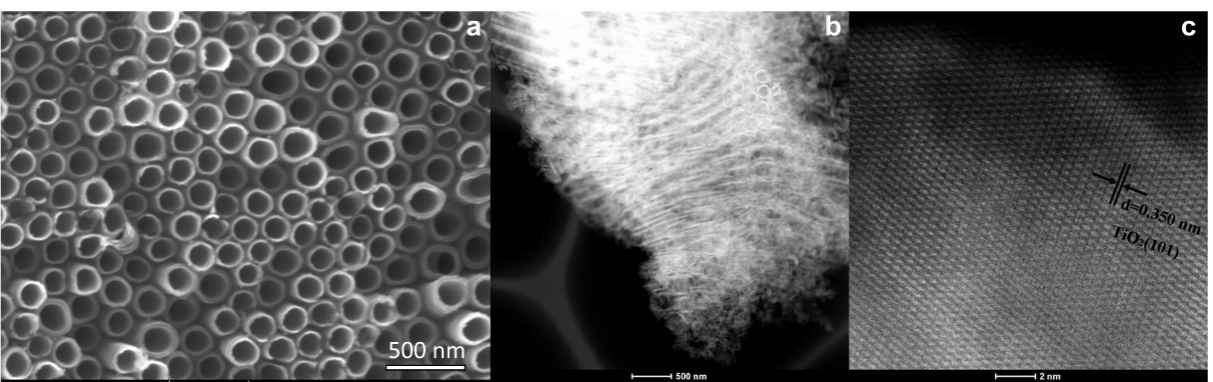 a
500 nm
b
500 nm
c
d=0.350 nm
TiO₂(101)
2 nm